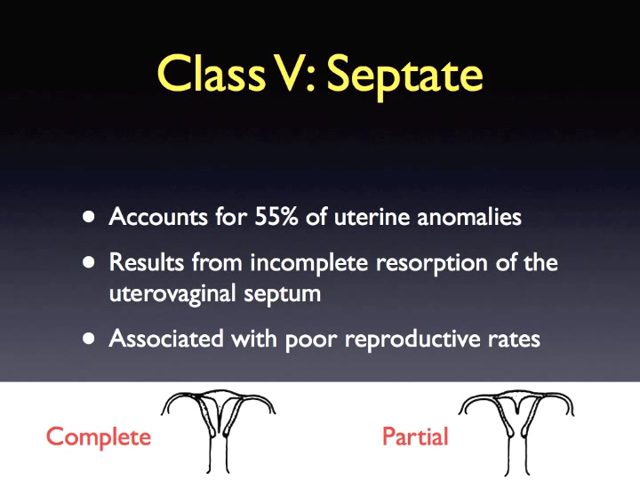 Class V: Septate
• Accounts for 55% of uterine anomalies
• Results from incomplete resorption of the
uterovaginal septum
• Associated with poor reproductive rates
Complete
Partial